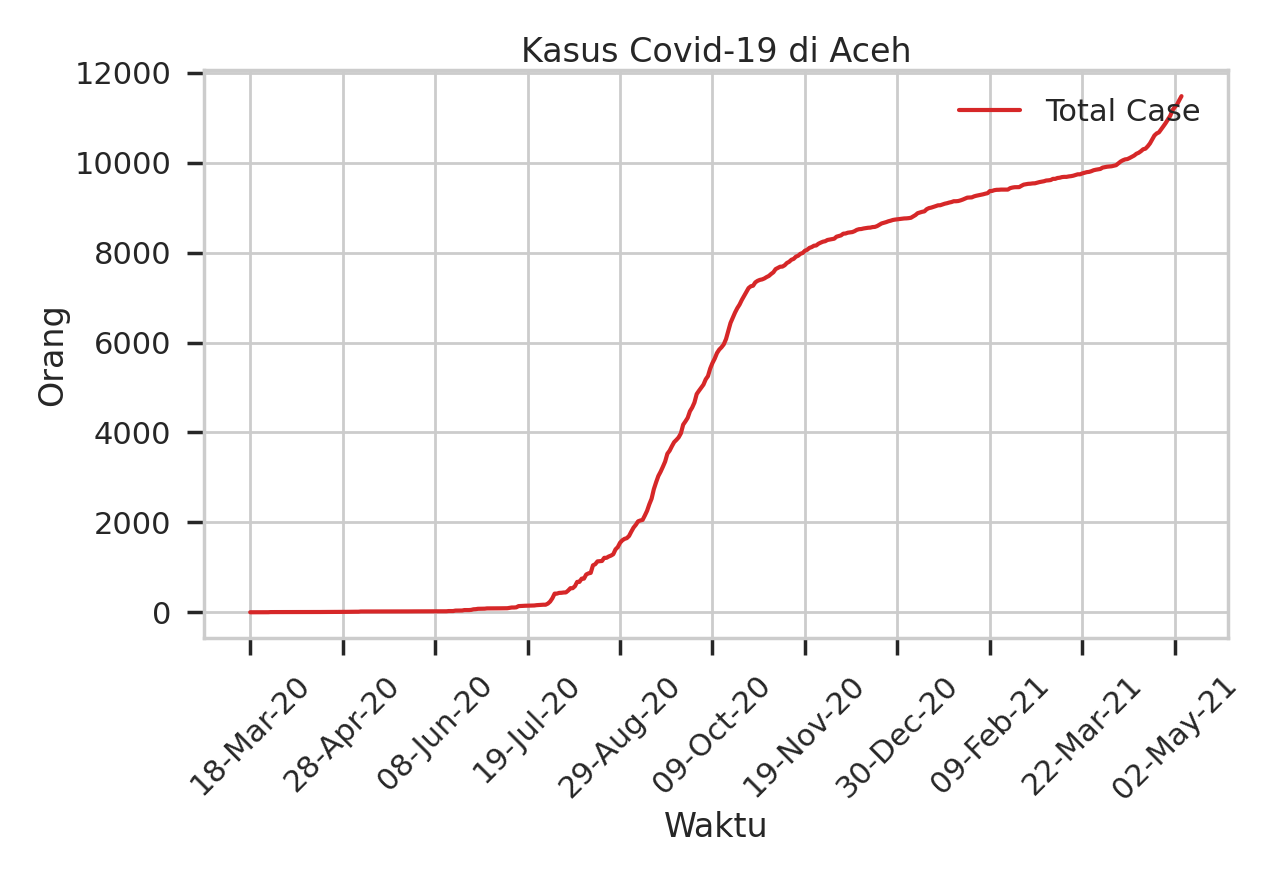 Kasus Covid-19 di Aceh
12000
10000
8000
6000
4000
2000
0
Orang
Total Case
18-Mar-20
28-Apr-20
08-Jun-20
19-Jul-20
29-Aug-20
09-Oct-20
19-Nov-20
30-Dec-20
09-Feb-21
22-Mar-21
02-May-21
Waktu